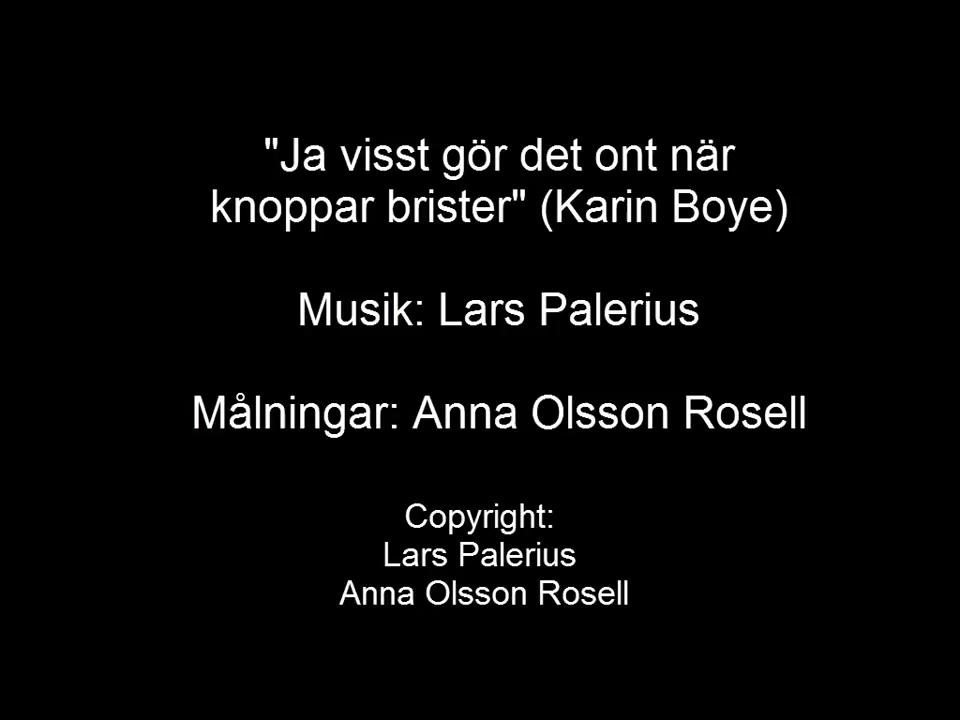 "Ja visst gör det ont när
knoppar brister" (Karin Boye)
Musik: Lars Palerius
Målningar: Anna Olsson Rosell
Copyright:
Lars Palerius
Anna Olsson Rosell